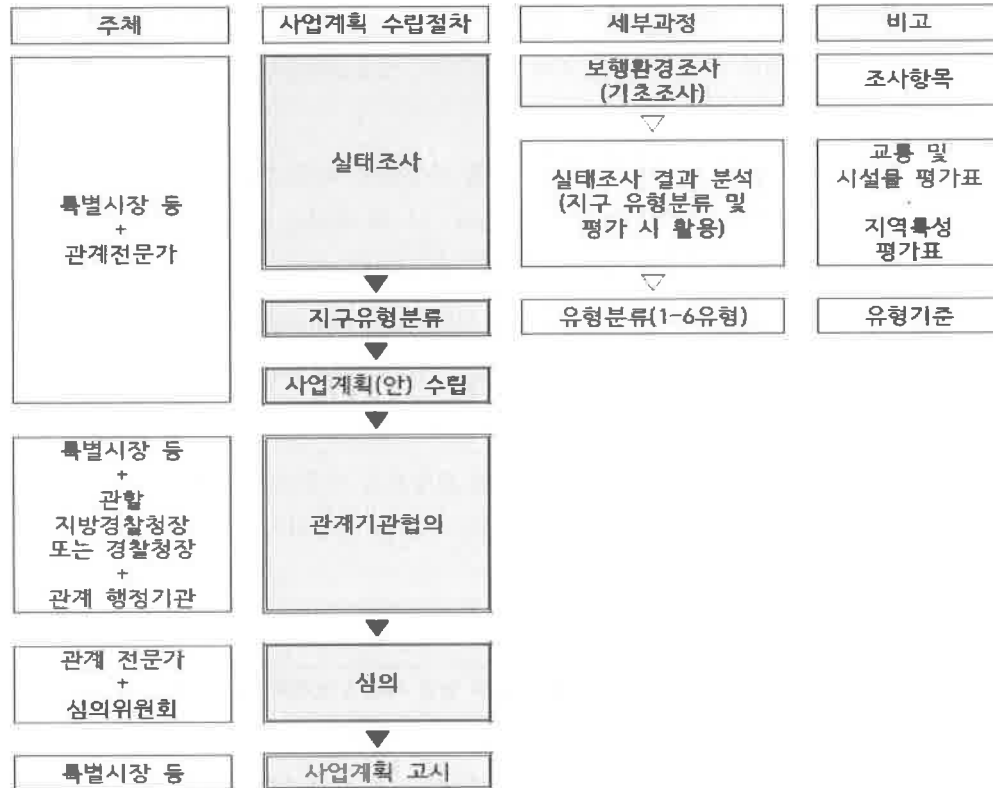 주체
사업계획 수립절차
세부과정
비고
특별시장 등
+
관계전문가
실태조사
보행환경조사
(기초조사)
조사항목
실태조사 결과 분석
(지구 유형분류 및
평가 시 활용)
교통 및
시설물 평가표
·
지역특성
평가표
지구유형분류
유형분류(1-6유형)
유형기준
사업계획(안) 수립
특별시장 등
+
관할
지방경찰청장
또는 경찰청장
+
관계 행정기관
관계기관협의
관계 전문가
+
심의위원회
심의
특별시장 등
사업계획 고시